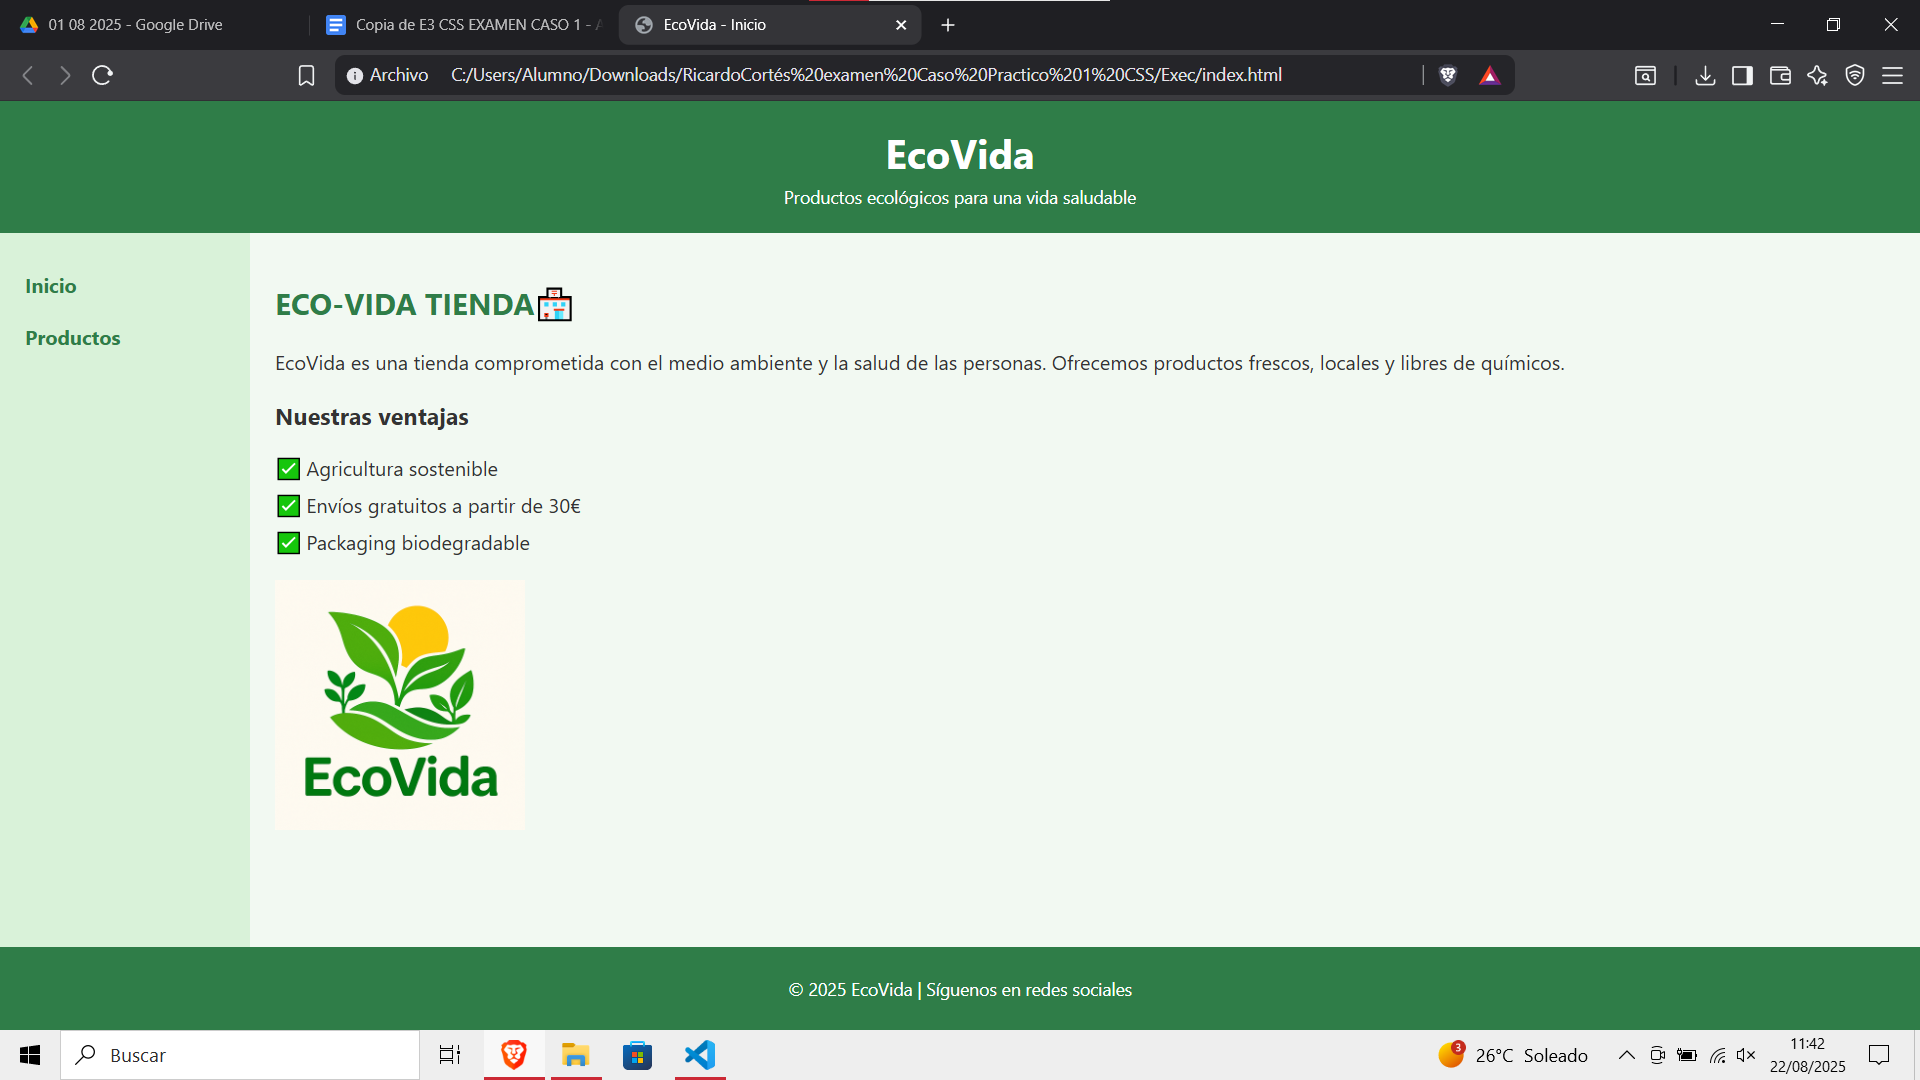 01 08 2025 - Google Drive
Copia de E3 CSS EXAMEN CASO 1 -
EcoVida - Inicio
Archivo
C:/Users/Alumno/Downloads/RicardoCortés%20examen%20Caso%20Practico%201%20CSS/Exec/index.html
EcoVida
Productos ecológicos para una vida saludable
Inicio
Productos
ECO-VIDA TIENDA
EcoVida es una tienda comprometida con el medio ambiente y la salud de las personas. Ofrecemos productos frescos, locales y libres de químicos.
Nuestras ventajas
✅ Agricultura sostenible
✅ Envíos gratuitos a partir de 30€
✅ Packaging biodegradable
EcoVida
© 2025 EcoVida | Síguenos en redes sociales
Buscar
3
26°C Soleado
11:42
22/08/2025